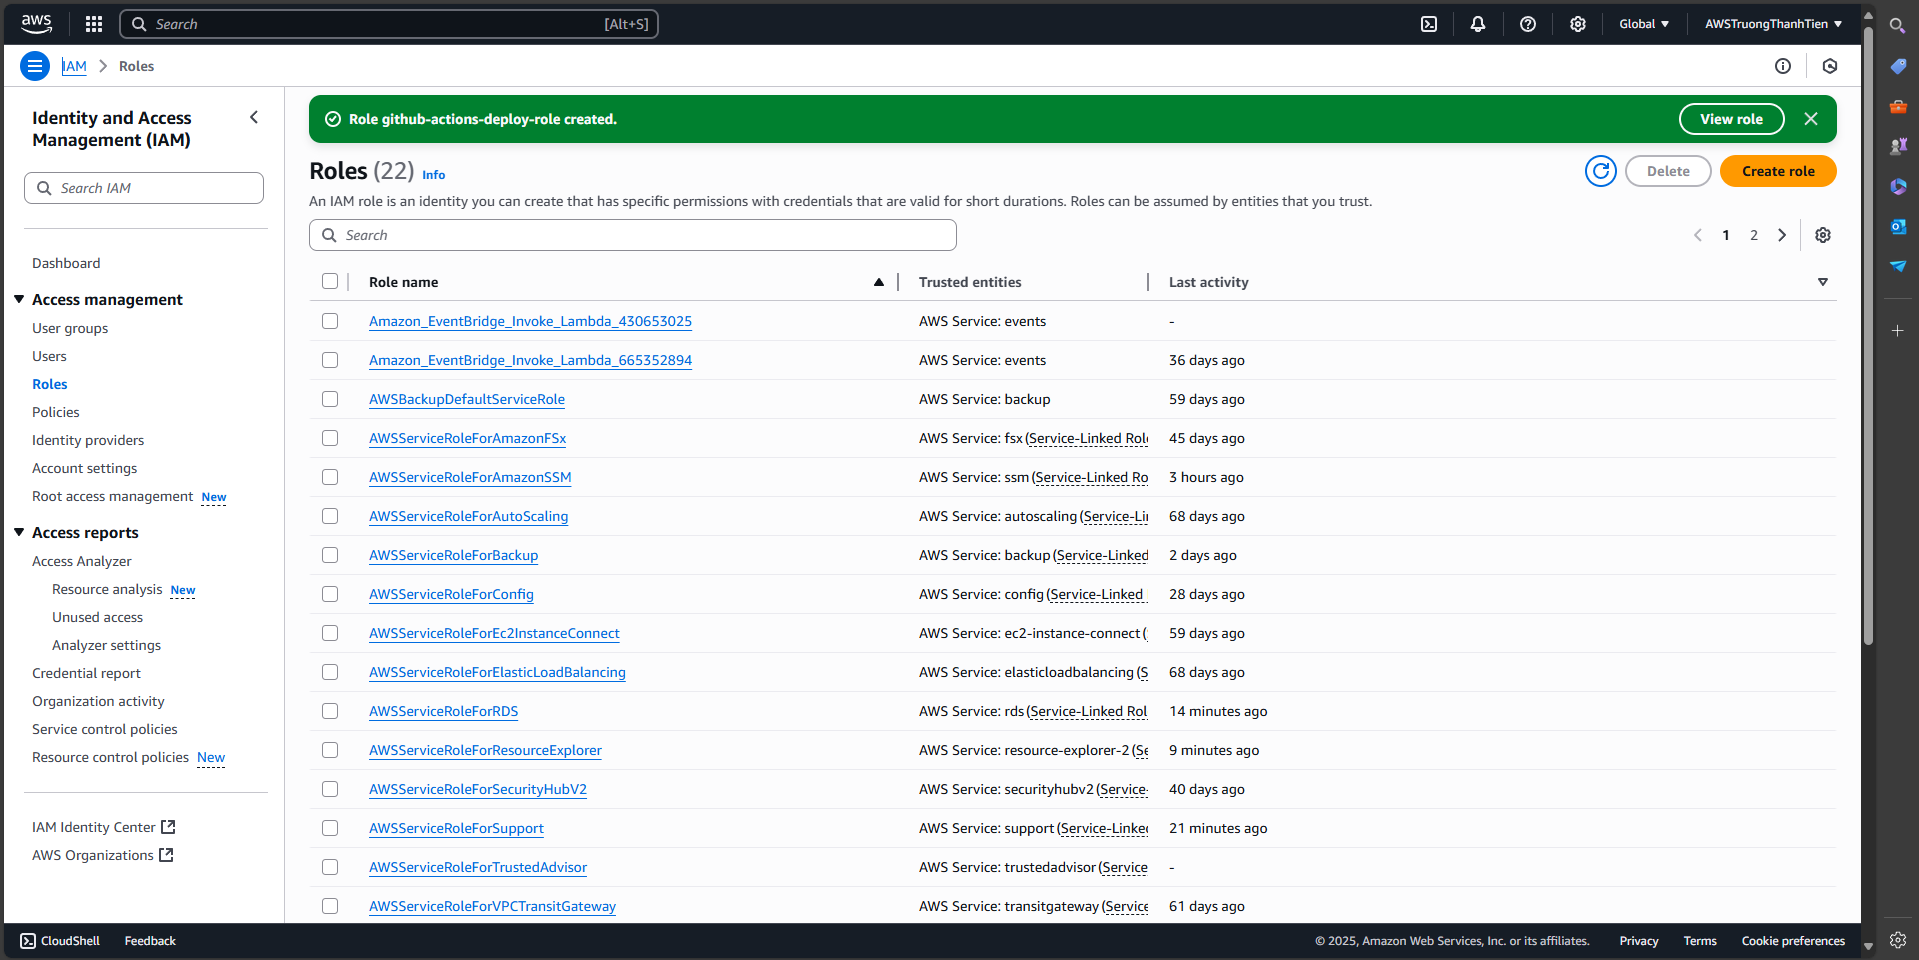 aws
Search [Alt+S]
Global
AWSTruongThanhTien
IAM > Roles
Identity and Access Management (IAM)
Search IAM
Dashboard
Access management
User groups
Users
Roles
Policies
Identity providers
Account settings
Root access management New
Access reports
Access Analyzer
Resource analysis New
Unused access
Analyzer settings
Credential report
Organization activity
Service control policies
Resource control policies New
IAM Identity Center
AWS Organizations
Role github-actions-deploy-role created.
View role
Roles (22) Info
Delete
Create role
An IAM role is an identity you can create that has specific permissions with credentials that are valid for short durations. Roles can be assumed by entities that you trust.
Search
1 2
Role name Trusted entities Last activity
Amazon_EventBridge_Invoke_Lambda_430653025 AWS Service: events -
Amazon_EventBridge_Invoke_Lambda_665352894 AWS Service: events 36 days ago
AWSBackupDefaultServiceRole AWS Service: backup 59 days ago
AWSServiceRoleForAmazonFSx AWS Service: fsx (Service-Linked Role 45 days ago
AWSServiceRoleForAmazonSSM AWS Service: ssm (Service-Linked Ro 3 hours ago
AWSServiceRoleForAutoScaling AWS Service: autoscaling (Service-Li 68 days ago
AWSServiceRoleForBackup AWS Service: backup (Service-Linked 2 days ago
AWSServiceRoleForConfig AWS Service: config (Service-Linked 28 days ago
AWSServiceRoleForEc2InstanceConnect AWS Service: ec2-instance-connect ( 59 days ago
AWSServiceRoleForElasticLoadBalancing AWS Service: elasticloadbalancing (S 68 days ago
AWSServiceRoleForRDS AWS Service: rds (Service-Linked Rol 14 minutes ago
AWSServiceRoleForResourceExplorer AWS Service: resource-explorer-2 (Se 9 minutes ago
AWSServiceRoleForSecurityHubV2 AWS Service: securityhubv2 (Service- 40 days ago
AWSServiceRoleForSupport AWS Service: support (Service-Linked 21 minutes ago
AWSServiceRoleForTrustedAdvisor AWS Service: trustedadvisor (Service -
AWSServiceRoleForVPCTransitGateway AWS Service: transitgateway (Service 61 days ago
CloudShell Feedback © 2025, Amazon Web Services, Inc. or its affiliates. Privacy Terms Cookie preferences